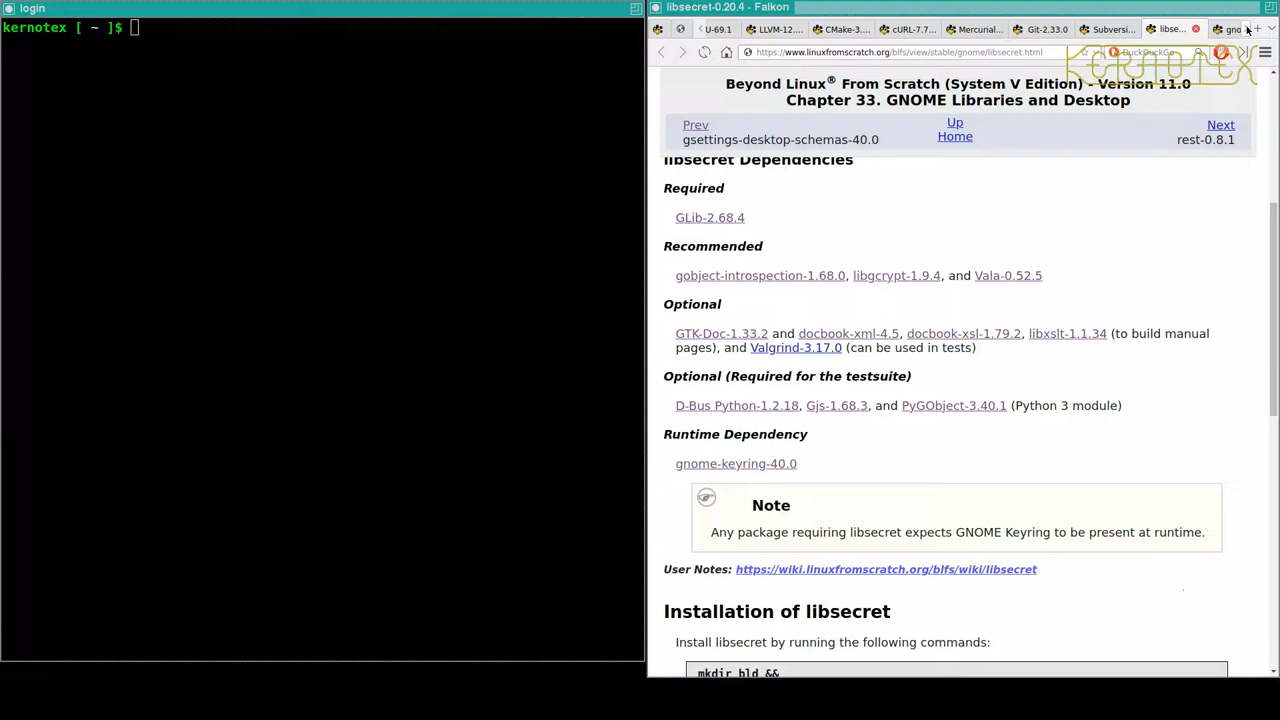 login
kernotex [ ~ ]$
libsecret-0.20.4 - Falkon
U-69.1
LLVM-12....
CMake-3....
cURL-7.7...
Mercurial...
Git-2.33.0
Subversi...
libse...
gno
https://www.linuxfromscratch.org/blfs/view/stable/gnome/libsecret.html
DuckDuckGo
KERNOTEX
Beyond Linux® From Scratch (System V Edition) - Version 11.0
Chapter 33. GNOME Libraries and Desktop
Prev
Up
Next
gsettings-desktop-schemas-40.0
Home
rest-0.8.1
libsecret Dependencies
Required
GLib-2.68.4
Recommended
gobject-introspection-1.68.0, libgcrypt-1.9.4, and Vala-0.52.5
Optional
GTK-Doc-1.33.2 and docbook-xml-4.5, docbook-xsl-1.79.2, libxslt-1.1.34 (to build manual
pages), and Valgrind-3.17.0 (can be used in tests)
Optional (Required for the testsuite)
D-Bus Python-1.2.18, Gjs-1.68.3, and PyGObject-3.40.1 (Python 3 module)
Runtime Dependency
gnome-keyring-40.0
Note
Any package requiring libsecret expects GNOME Keyring to be present at runtime.
User Notes: https://wiki.linuxfromscratch.org/blfs/wiki/libsecret
Installation of libsecret
Install libsecret by running the following commands:
mkdir bld &&